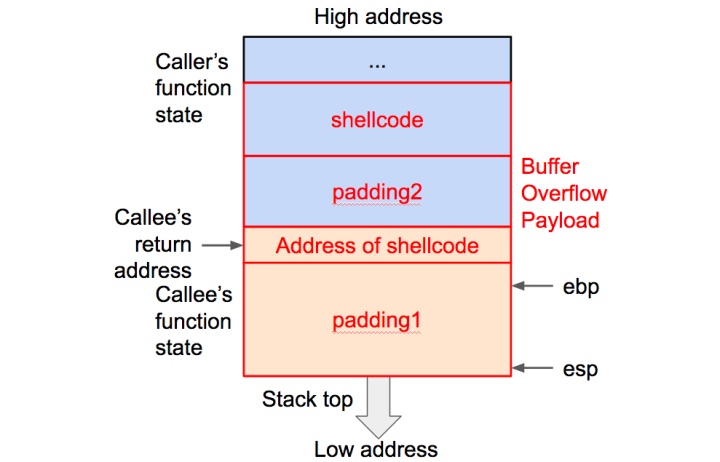 High address
Caller's
function
state
...
shellcode
padding2
Buffer
Overflow
Payload
Callee's
return
address
Address of shellcode
Callee's
function
state
padding1
ebp
esp
Stack top
Low address